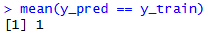 > mean(y_pred == y_train)
[1] 1